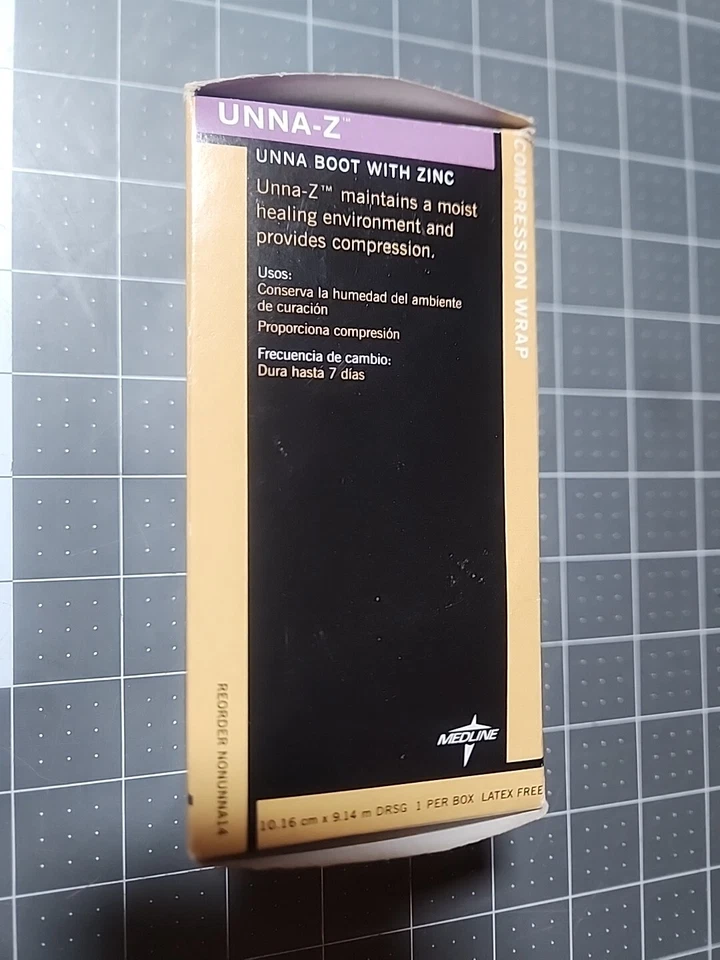 UNNA-Z™
UNNA BOOT WITH ZINC
Unna-Z™ maintains a moist
healing environment and
provides compression.
Usos:
Conserva la humedad del ambiente
de curación
Proporciona compresión
Frecuencia de cambio:
Dura hasta 7 días
COMPRESSION WRAP
MEDLINE
REORDER NONUNNA14
10.16 cm x 9.14 m DRSG 1 PER BOX LATEX FREE